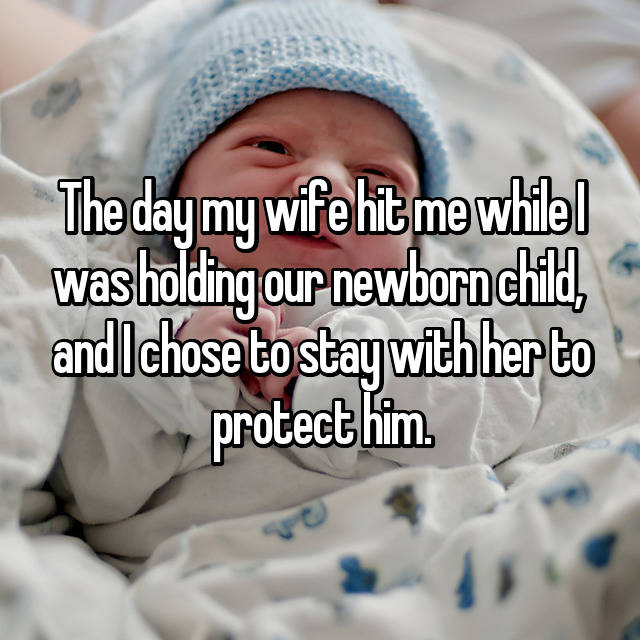 The day my wife hit me while I
was holding our newborn child,
and I chose to stay with her to
protect him.